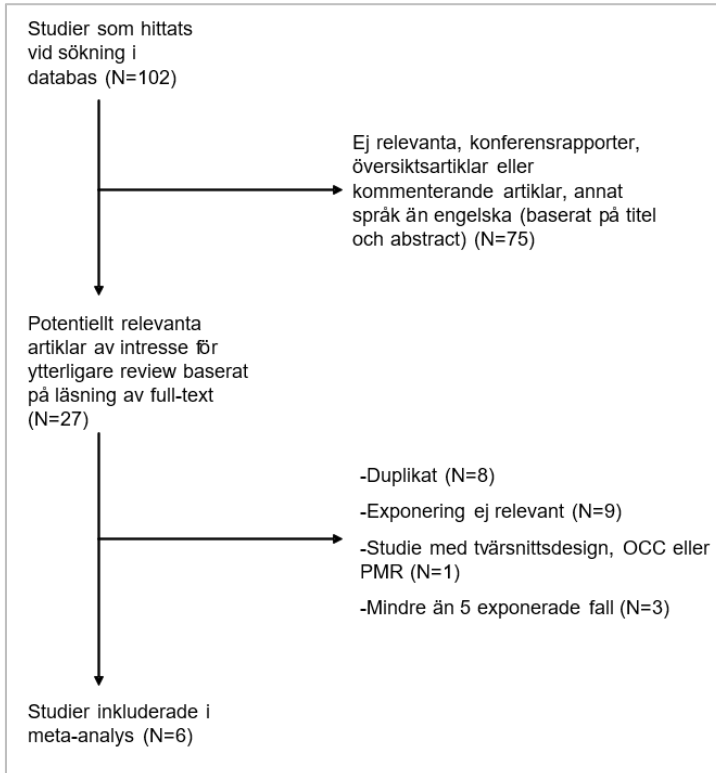 Studier som hittats
vid sökning i
databas (N=102)
Ej relevanta, konferensrapporter,
översiktsartiklar eller
kommenterande artiklar, annat
språk än engelska (baserat på titel
och abstract) (N=75)
Potentiellt relevanta
artiklar av intresse för
ytterligare review baserat
på läsning av full-text
(N=27)
-Duplikat (N=8)
-Exponering ej relevant (N=9)
-Studie med tvärsnittsdesign, OCC eller
PMR (N=1)
-Mindre än 5 exponerade fall (N=3)
Studier inkluderade i
meta-analys (N=6)